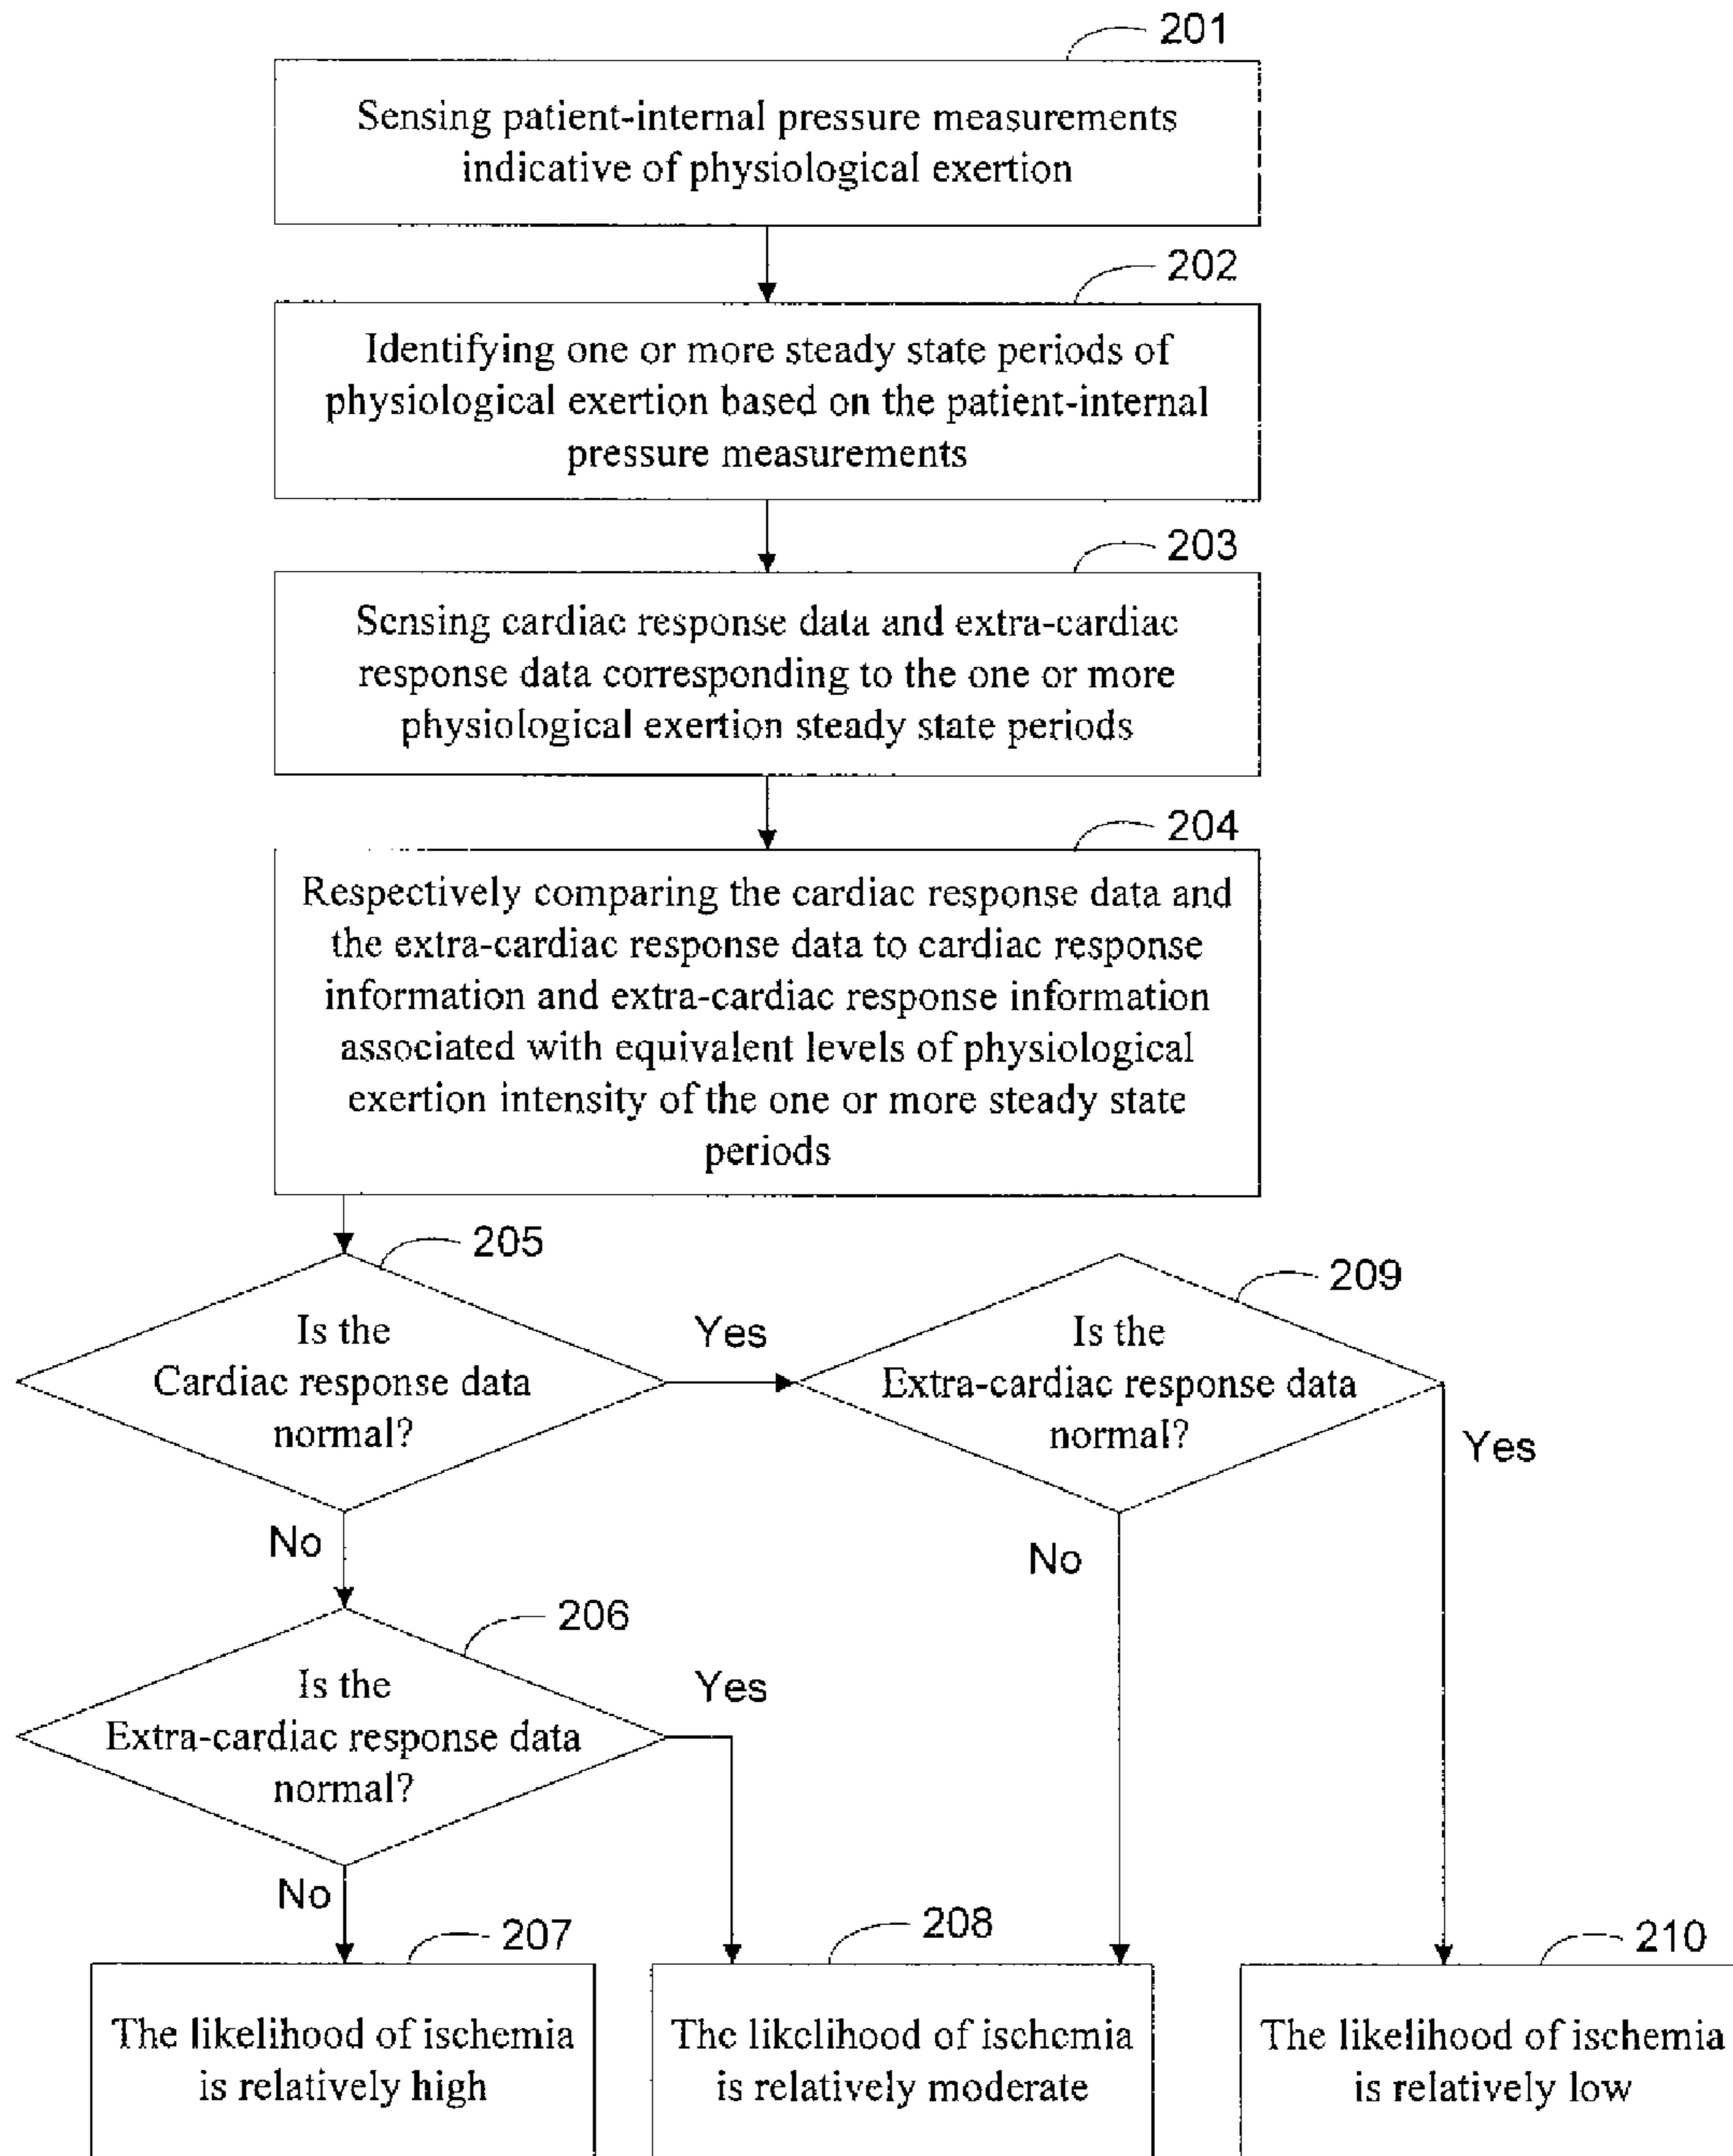 201
Sensing patient-internal pressure measurements
indicative of physiological exertion
202
Identifying one or more steady state periods of
physiological exertion based on the patient-internal
pressure measurements
203
Sensing cardiac response data and extra-cardiac
response data corresponding to the one or more
physiological exertion steady state periods
204
Respectively comparing the cardiac response data and
the extra-cardiac response data to cardiac response
information and extra-cardiac response information
associated with equivalent levels of physiological
exertion intensity of the one or more steady state
periods
205
Is the
Cardiac response data
normal?
Yes
209
Is the
Extra-cardiac response data
normal?
Yes
No
No
206
Is the
Extra-cardiac response data
normal?
Yes
No
207
The likelihood of ischemia
is relatively high
208
The likelihood of ischemia
is relatively moderate
210
The likelihood of ischemia
is relatively low